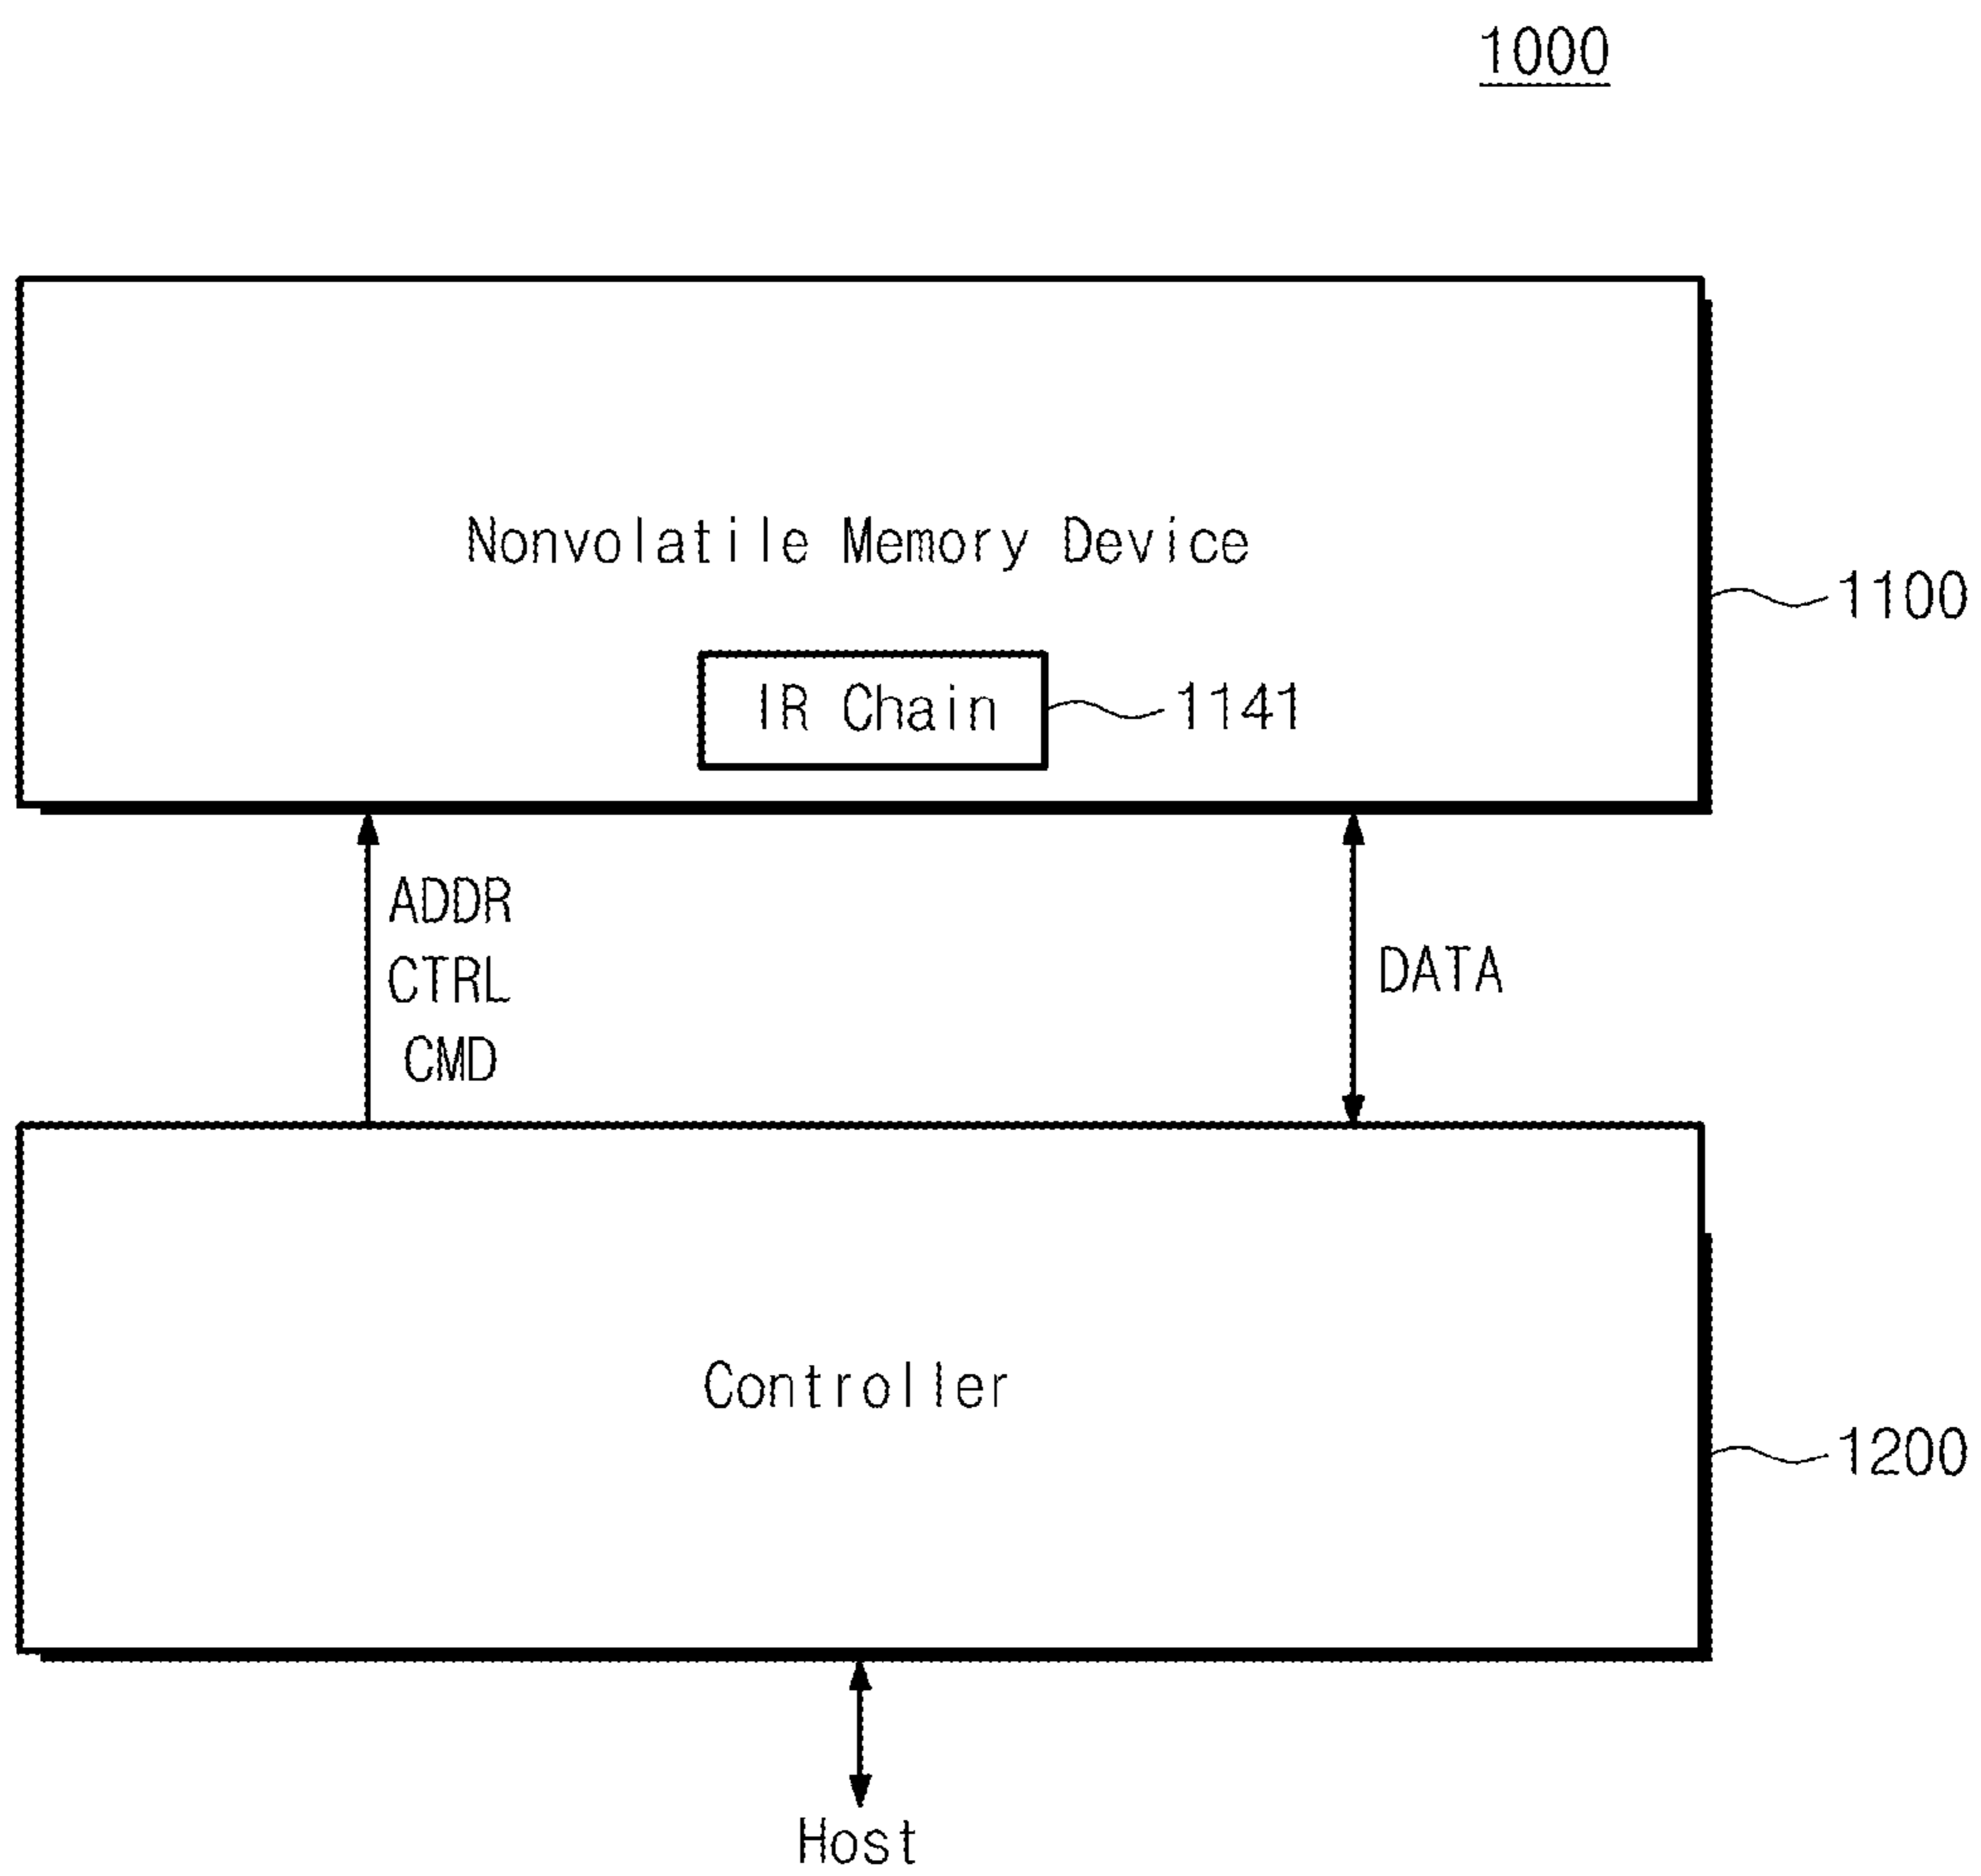 1000
Nonvolatile Memory Device
1100
IR Chain
1141
ADDR
CTRL
CMD
DATA
Controller
1200
Host